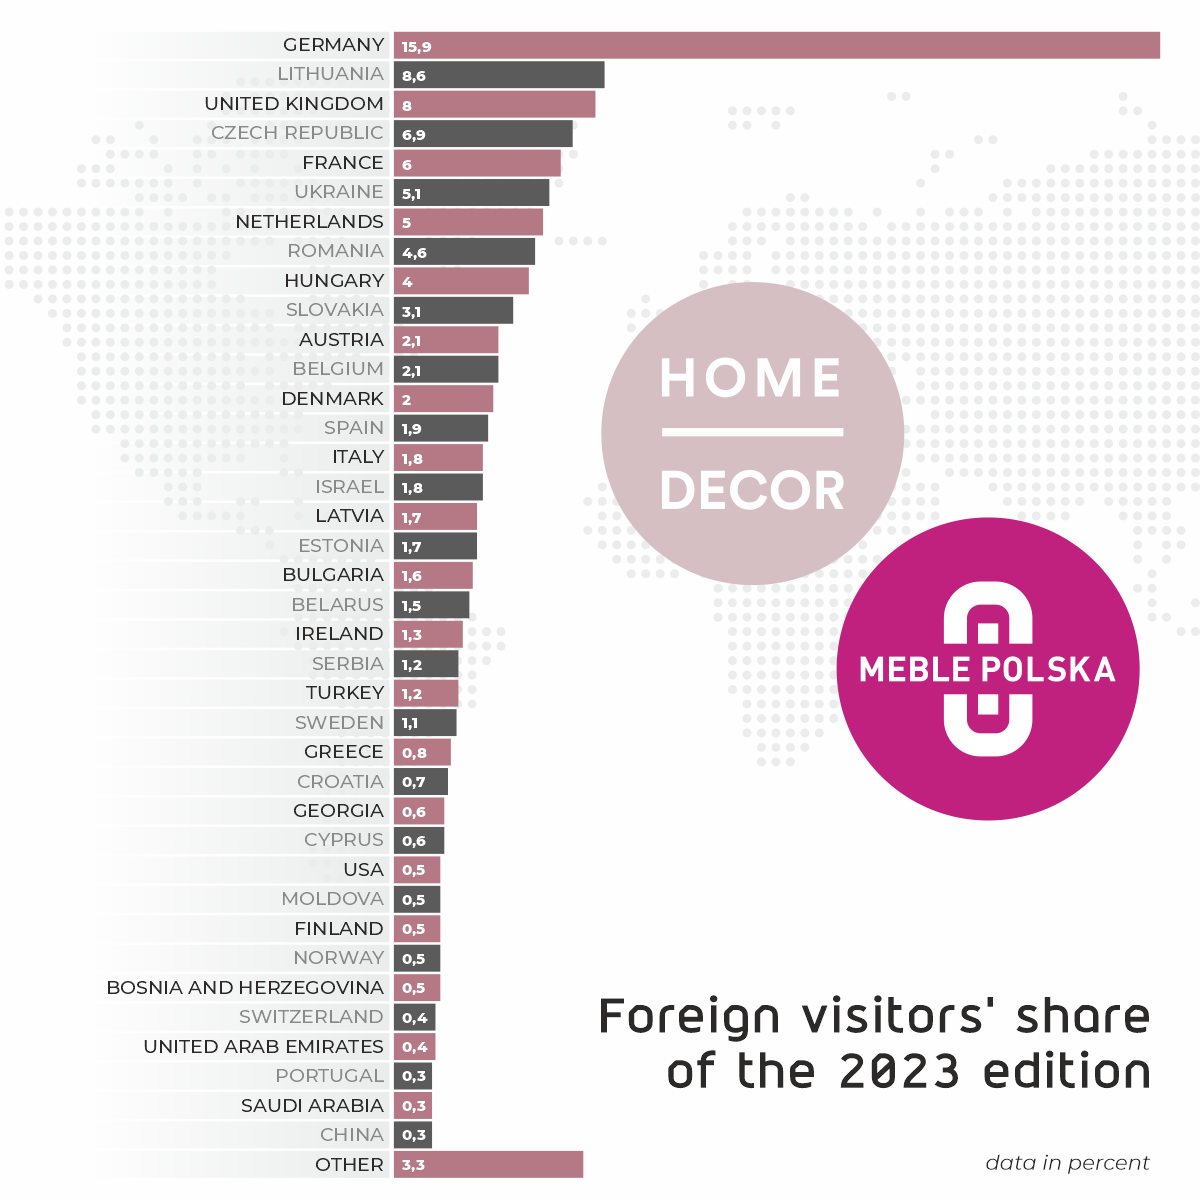 GERMANY 15,9
LITHUANIA 8,6
UNITED KINGDOM 8
CZECH REPUBLIC 6,9
FRANCE 6
UKRAINE 5,1
NETHERLANDS 5
ROMANIA 4,6
HUNGARY 4
SLOVAKIA 3,1
AUSTRIA 2,1
BELGIUM 2,1
DENMARK 2
SPAIN 1,9
ITALY 1,8
ISRAEL 1,8
LATVIA 1,7
ESTONIA 1,7
BULGARIA 1,6
BELARUS 1,5
IRELAND 1,3
SERBIA 1,2
TURKEY 1,2
SWEDEN 1,1
GREECE 0,8
CROATIA 0,7
GEORGIA 0,6
CYPRUS 0,6
USA 0,5
MOLDOVA 0,5
FINLAND 0,5
NORWAY 0,5
BOSNIA AND HERZEGOVINA 0,5
SWITZERLAND 0,4
UNITED ARAB EMIRATES 0,4
PORTUGAL 0,3
SAUDI ARABIA 0,3
CHINA 0,3
OTHER 3,3
HOME
DECOR
MEBLE POLSKA
Foreign visitors' share
of the 2023 edition
data in percent